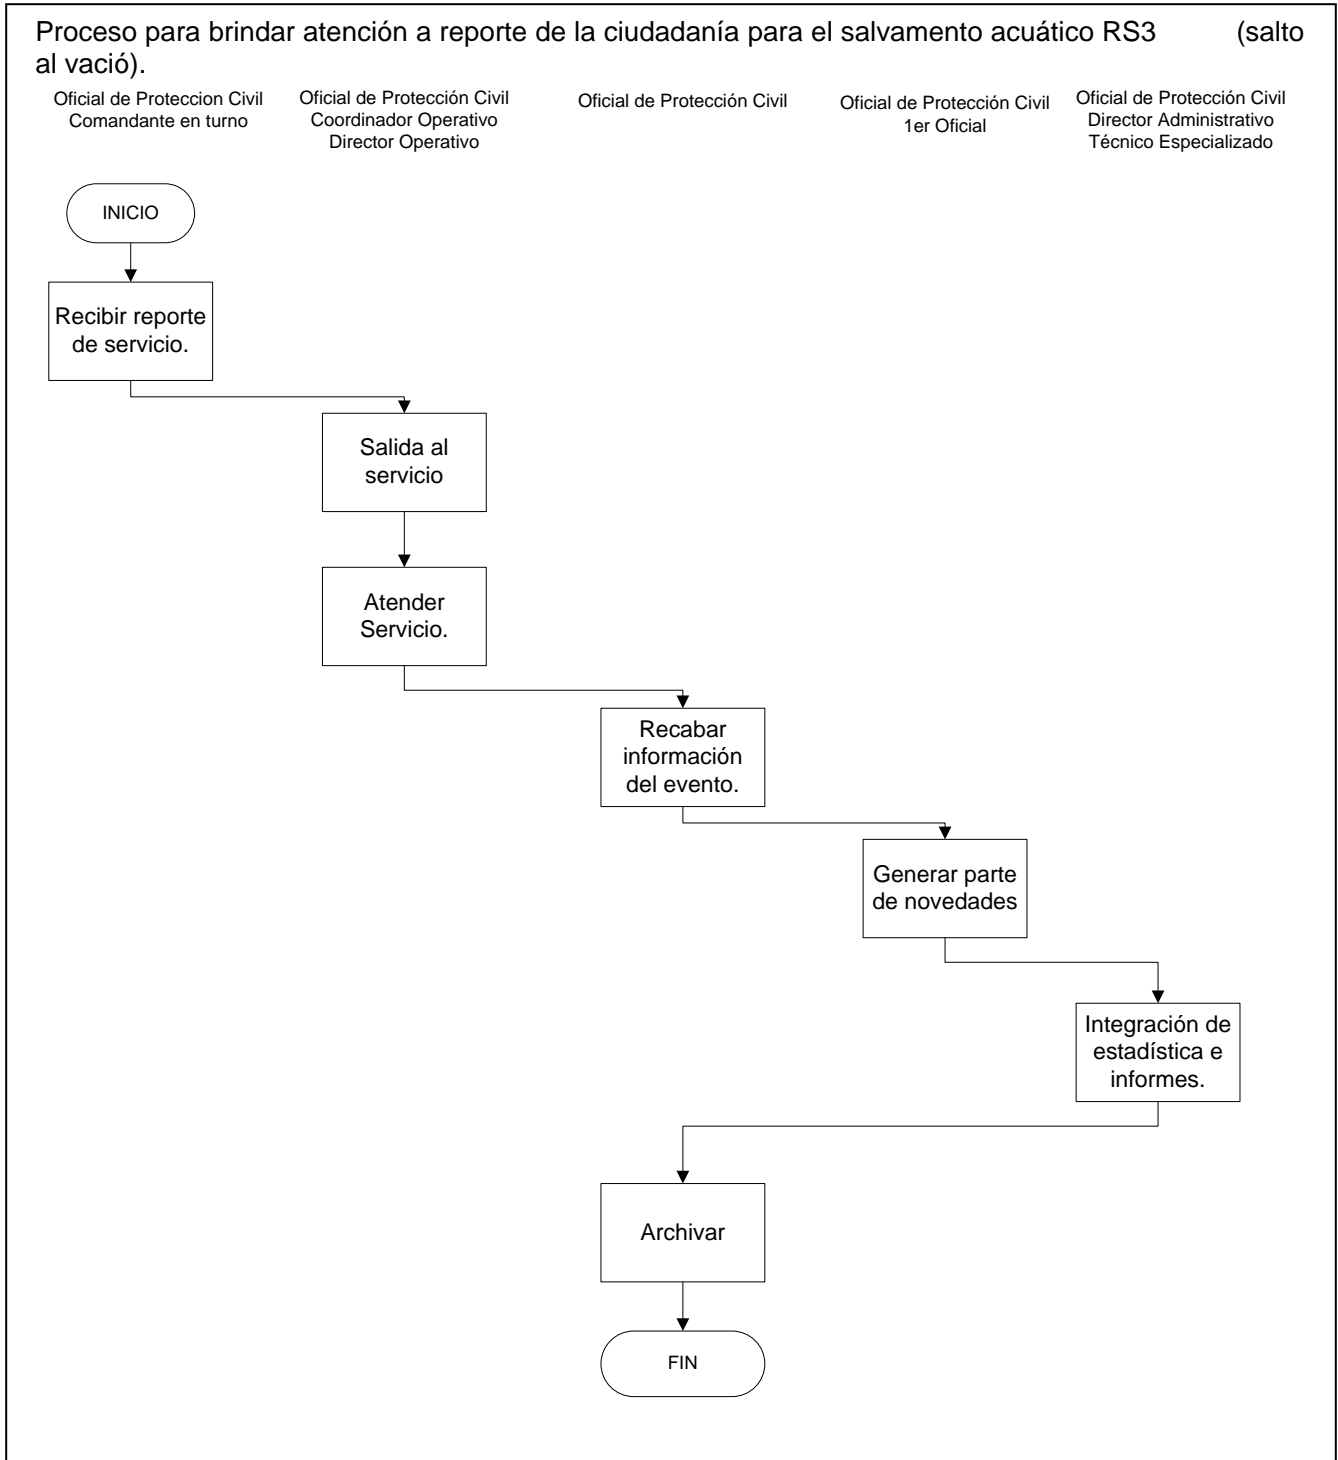 Proceso para brindar atención a reporte de la ciudadanía para el salvamento acuático RS3 (salto
al vació).
Oficial de Proteccion Civil
Comandante en turno
Oficial de Protección Civil
Coordinador Operativo
Director Operativo
Oficial de Protección Civil
Oficial de Protección Civil
1er Oficial
Oficial de Protección Civil
Director Administrativo
Técnico Especializado
INICIO
Recibir reporte
de servicio.
Salida al
servicio
Atender
Servicio.
Recabar
información
del evento.
Generar parte
de novedades
Integración de
estadística e
informes.
Archivar
FIN